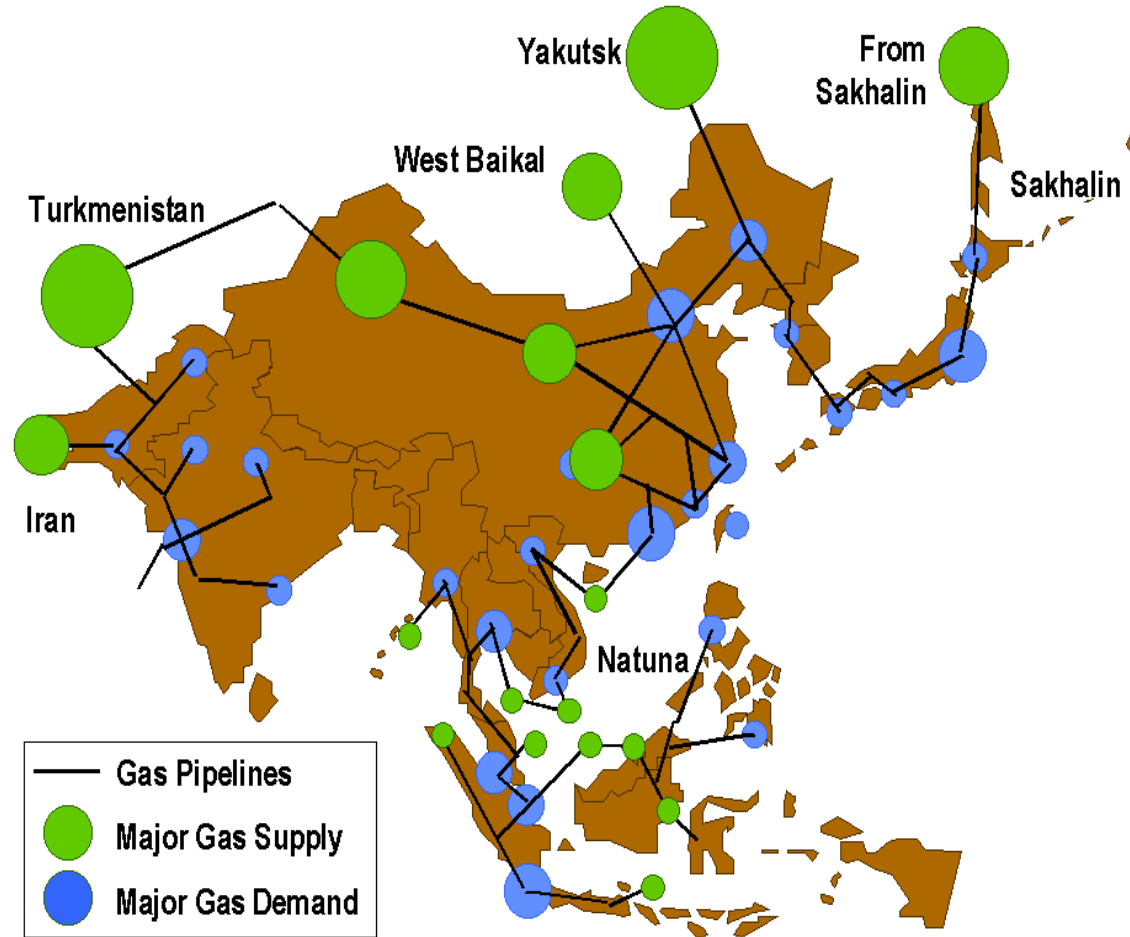 Yakutsk
From
Sakhalin
West Baikal
Sakhalin
Turkmenistan
Iran
Natuna
Gas Pipelines
Major Gas Supply
Major Gas Demand